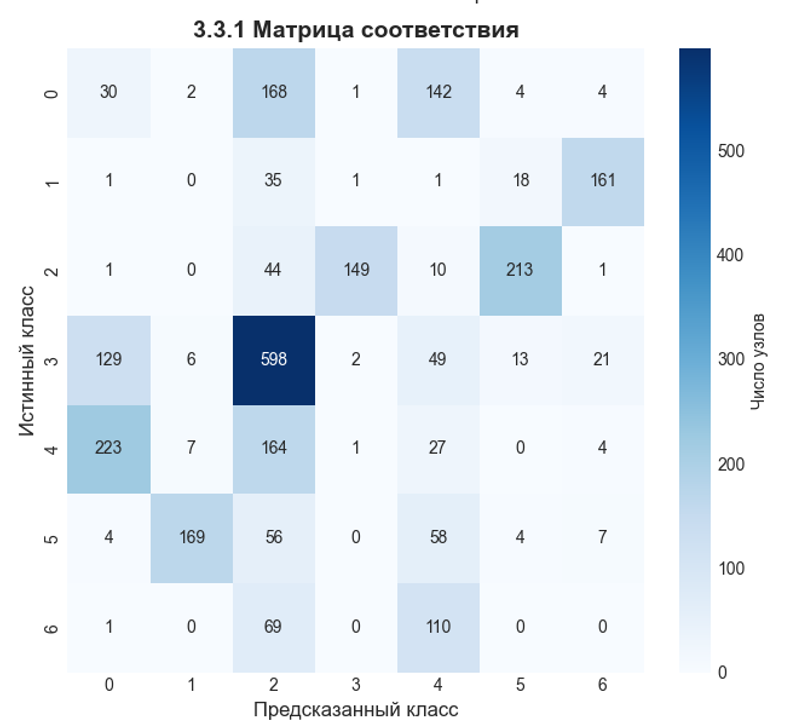 3.3.1 Матрица соответствия
Истинный класс
0 30 2 168 1 142 4 4
1 1 0 35 1 1 18 161
2 1 0 44 149 10 213 1
3 129 6 598 2 49 13 21
4 223 7 164 1 27 0 4
5 4 169 56 0 58 4 7
6 1 0 69 0 110 0 0
0 1 2 3 4 5 6
Предсказанный класс
500
400
300
200
100
0
Число узлов